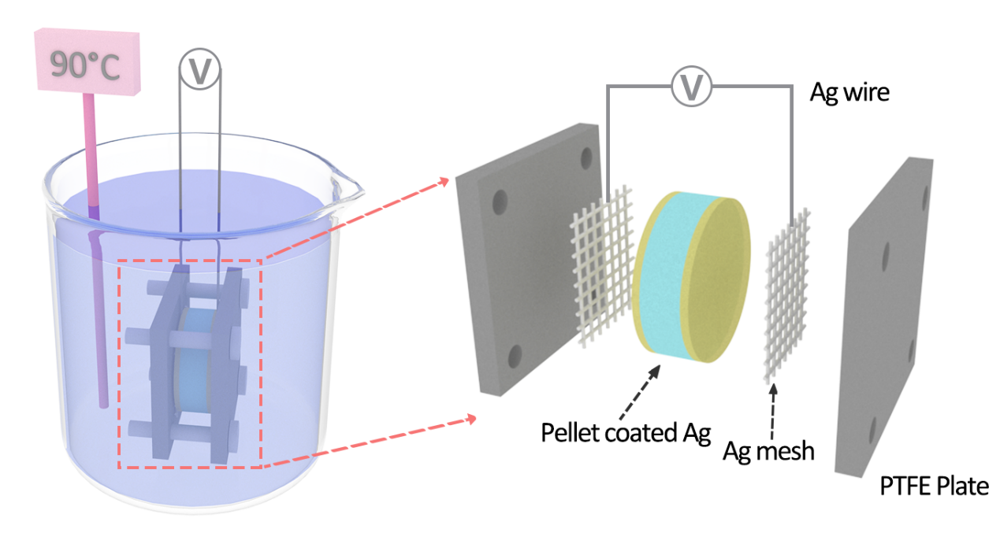 90°C
V
V
Ag wire
Pellet coated Ag
Ag mesh
PTFE Plate